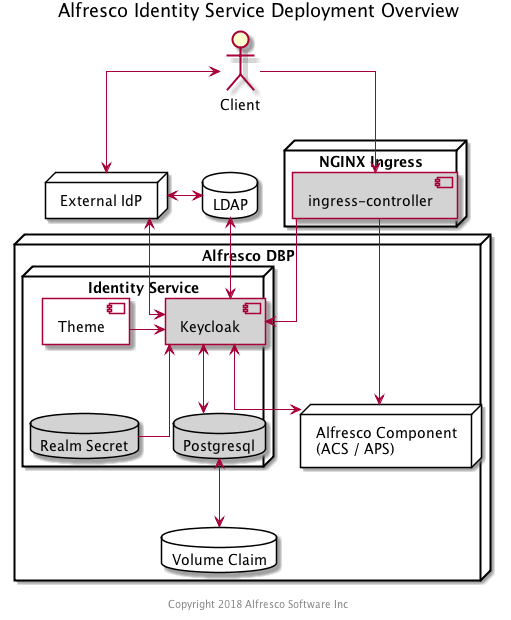 Alfresco Identity Service Deployment Overview
Client
NGINX Ingress
ingress-controller
External IdP
LDAP
Alfresco DBP
Identity Service
Theme
Keycloak
Realm Secret
Postgresql
Alfresco Component
(ACS / APS)
Volume Claim
Copyright 2018 Alfresco Software Inc